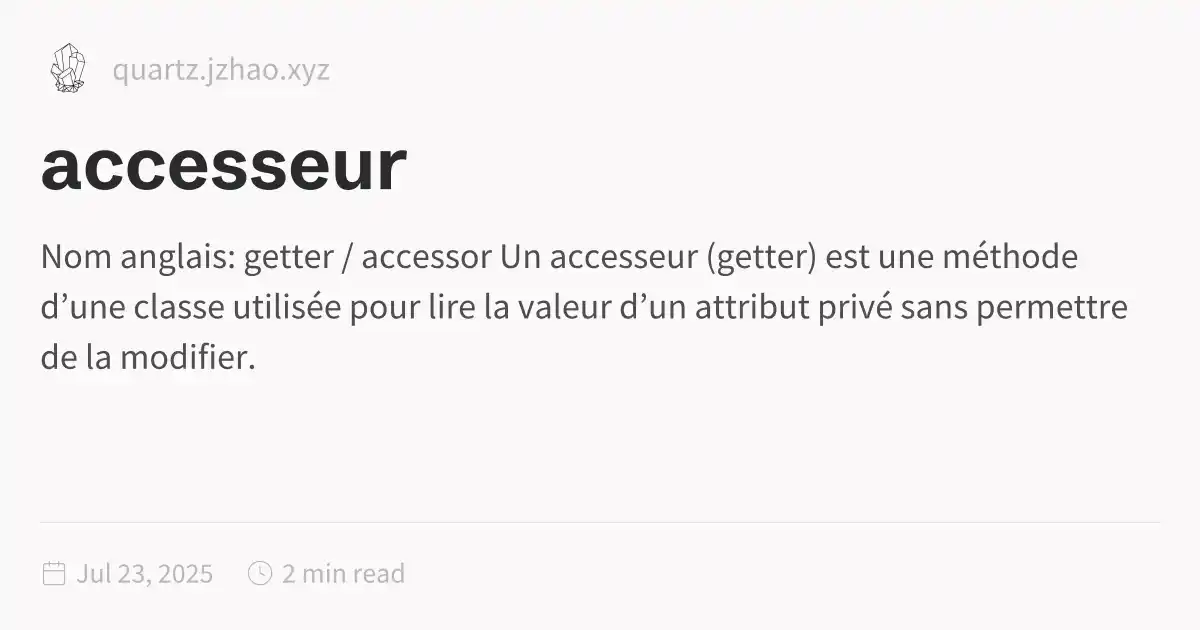 quartz.jzhao.xyz
accesseur
Nom anglais: getter / accessor Un accesseur (getter) est une méthode
d’une classe utilisée pour lire la valeur d’un attribut privé sans permettre
de la modifier.
Jul 23, 2025 2 min read